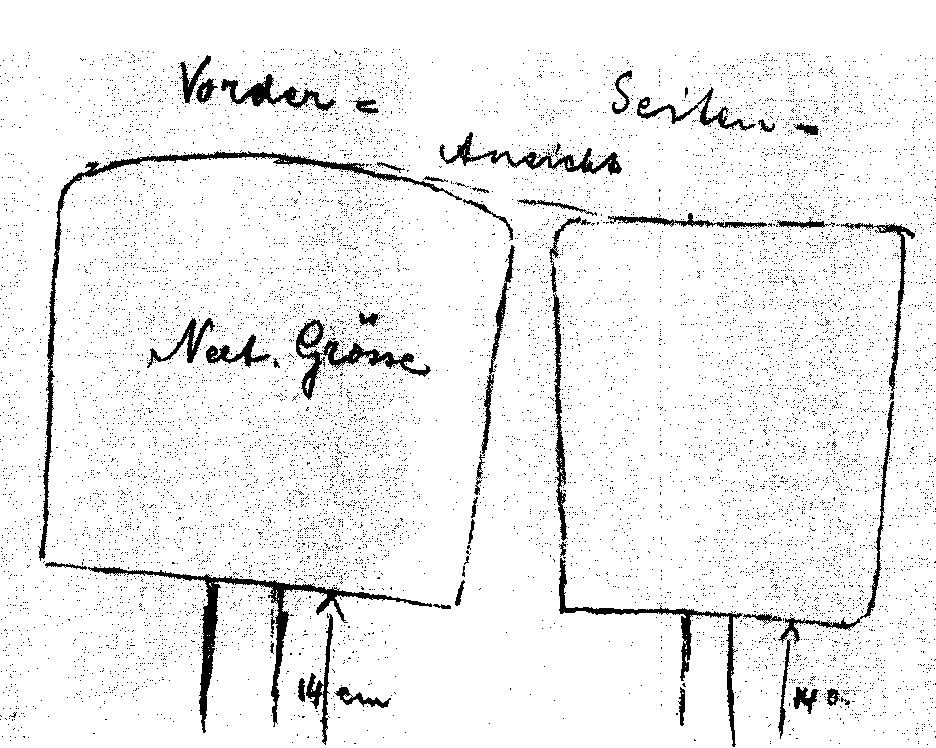 Vorder =
Seiten -
Ansicht
Nat. Grösse
14 cm
14 c